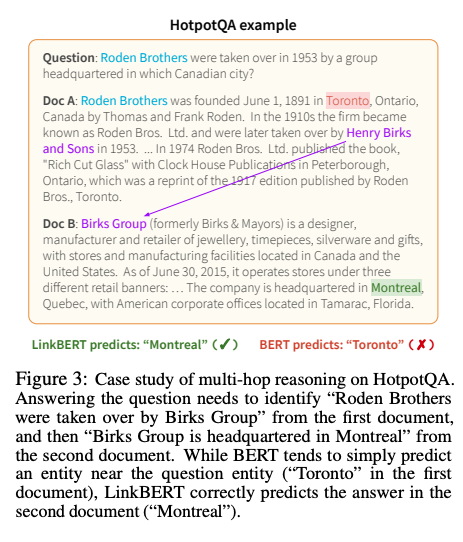 HotpotQA example
Question: Roden Brothers were taken over in 1953 by a group
headquartered in which Canadian city?
Doc A: Roden Brothers was founded June 1, 1891 in Toronto, Ontario,
Canada by Thomas and Frank Roden. In the 1910s the firm became
known as Roden Bros. Ltd. and were later taken over by Henry Birks
and Sons in 1953. ... In 1974 Roden Bros. Ltd. published the book,
"Rich Cut Glass" with Clock House Publications in Peterborough,
Ontario, which was a reprint of the 1917 edition published by Roden
Bros., Toronto.
Doc B: Birks Group (formerly Birks & Mayors) is a designer,
manufacturer and retailer of jewellery, timepieces, silverware and gifts,
with stores and manufacturing facilities located in Canada and the
United States. As of June 30, 2015, it operates stores under three
different retail banners: ... The company is headquartered in Montreal,
Quebec, with American corporate offices located in Tamarac, Florida.
LinkBERT predicts: “Montreal” (✓) BERT predicts: “Toronto” (✗)
Figure 3: Case study of multi-hop reasoning on HotpotQA.
Answering the question needs to identify “Roden Brothers
were taken over by Birks Group” from the first document,
and then “Birks Group is headquartered in Montreal” from
the second document. While BERT tends to simply predict
an entity near the question entity (“Toronto” in the first
document), LinkBERT correctly predicts the answer in the
second document (“Montreal”).